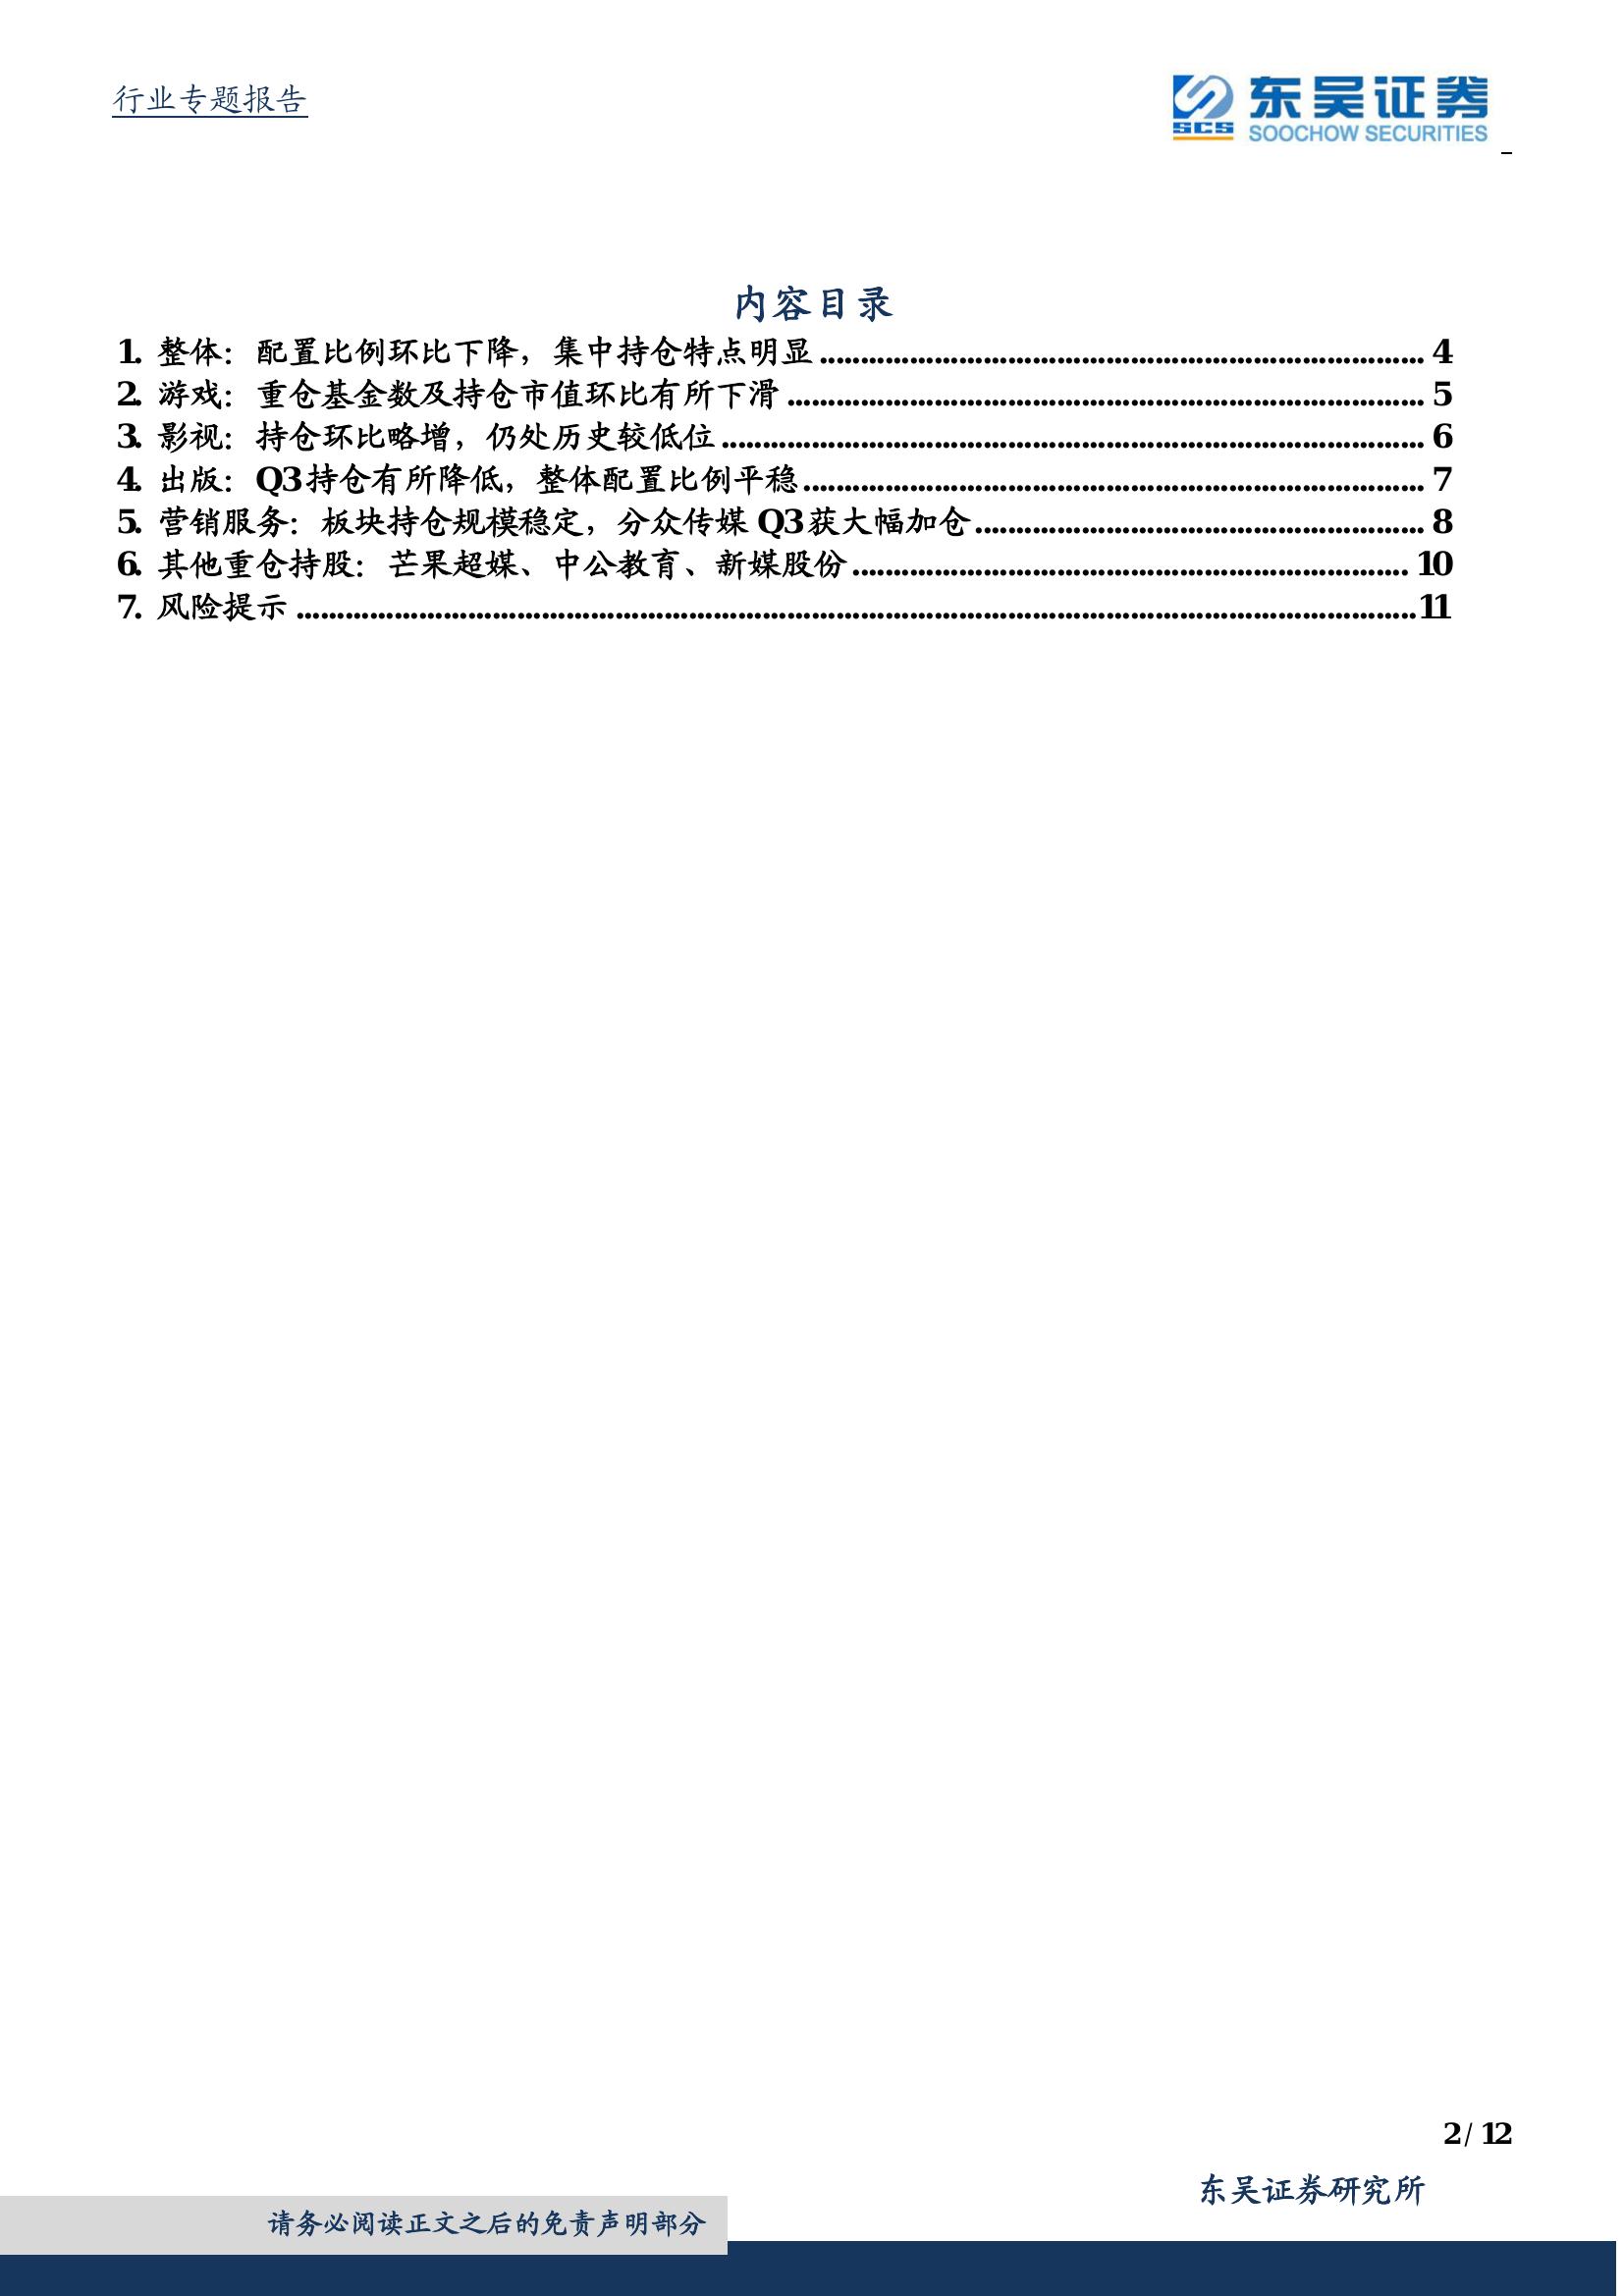 行业专题报告
东吴证券
SCS
SOOCHOW SECURITIES
内容目录
1. 整体：配置比例环比下降，集中持仓特点明显 4
2. 游戏：重仓基金数及持仓市值环比有所下滑 5
3. 影视：持仓环比略增，仍处历史较低位 6
4. 出版：Q3 持仓有所降低，整体配置比例平稳 7
5. 营销服务：板块持仓规模稳定，分众传媒 Q3 获大幅加仓 8
6. 其他重仓持股：芒果超媒、中公教育、新媒股份 10
7. 风险提示 11
2 / 12
东吴证券研究所
请务必阅读正文之后的免责声明部分